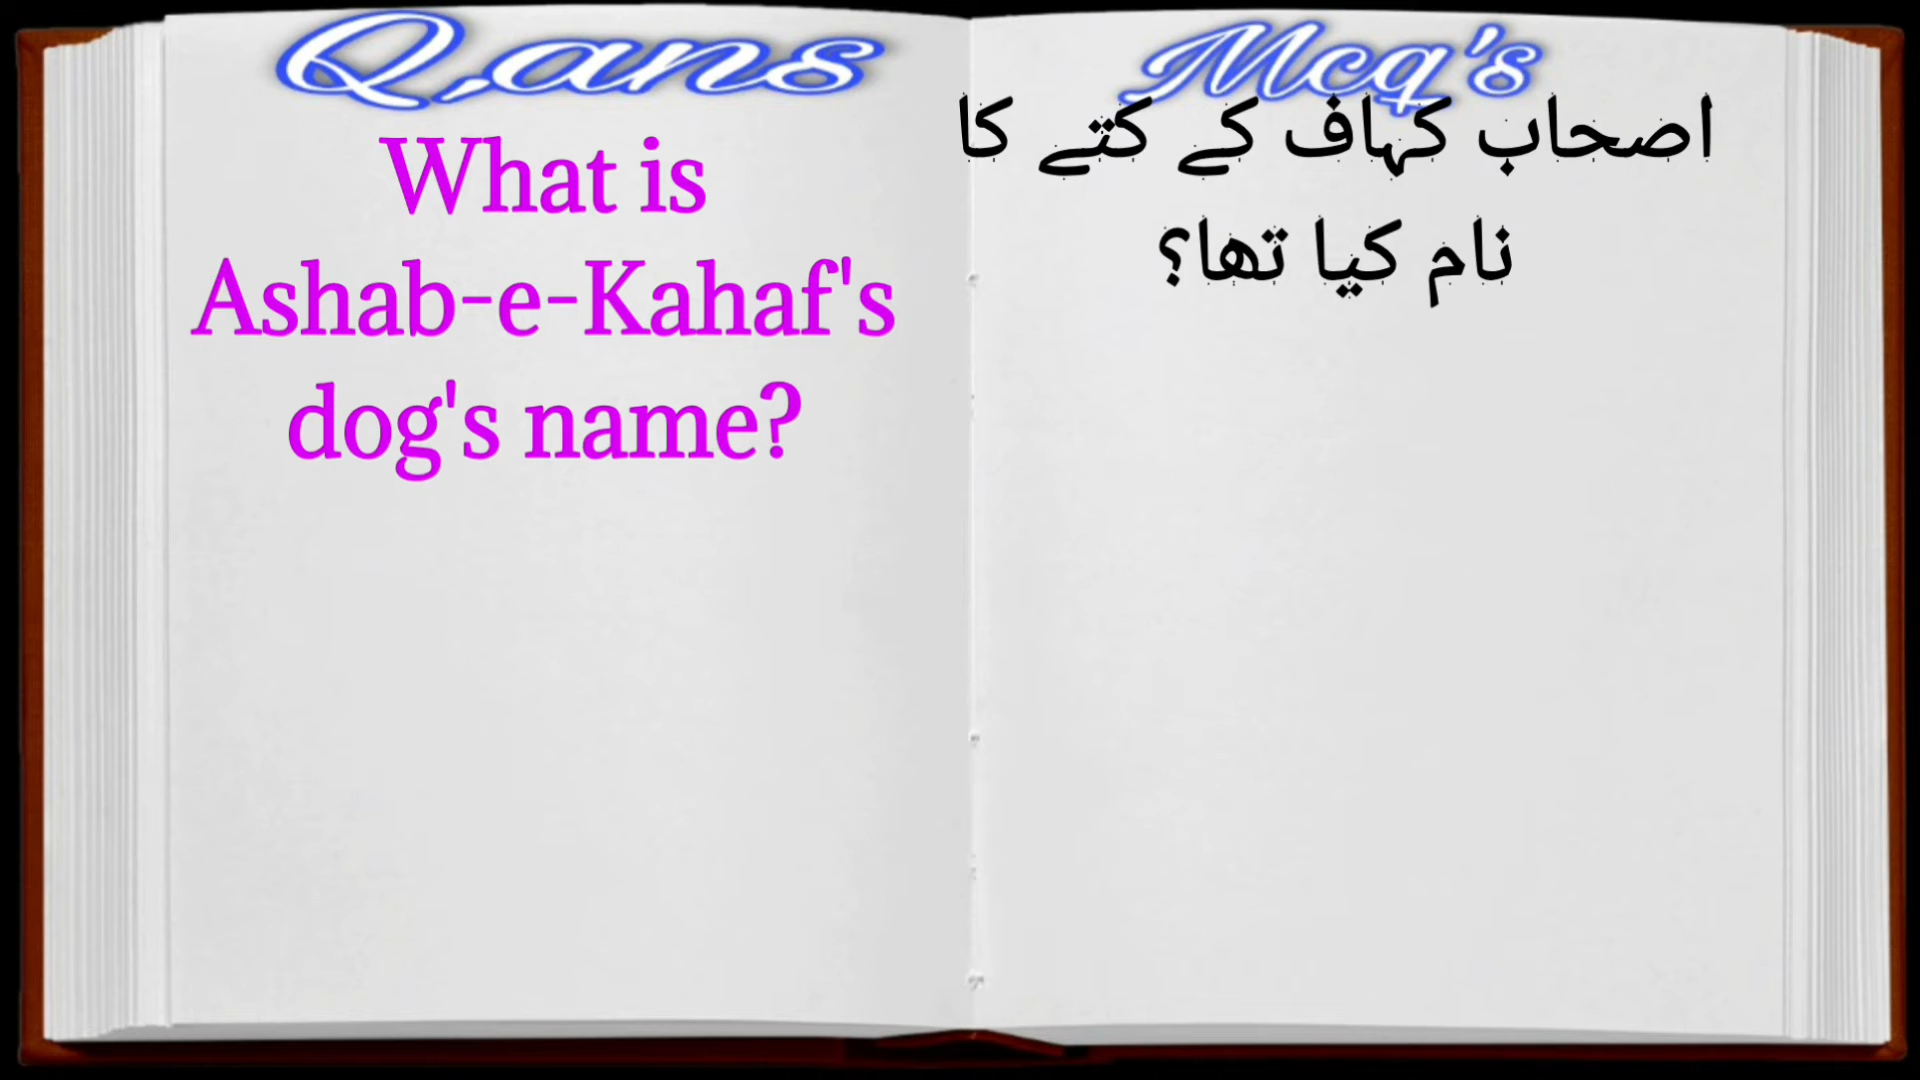 Q,ans
What is
Ashab-e-Kahaf's
dog's name?
Mcq's
اصحاب کہاف کے کتے کا
نام کیا تھا؟